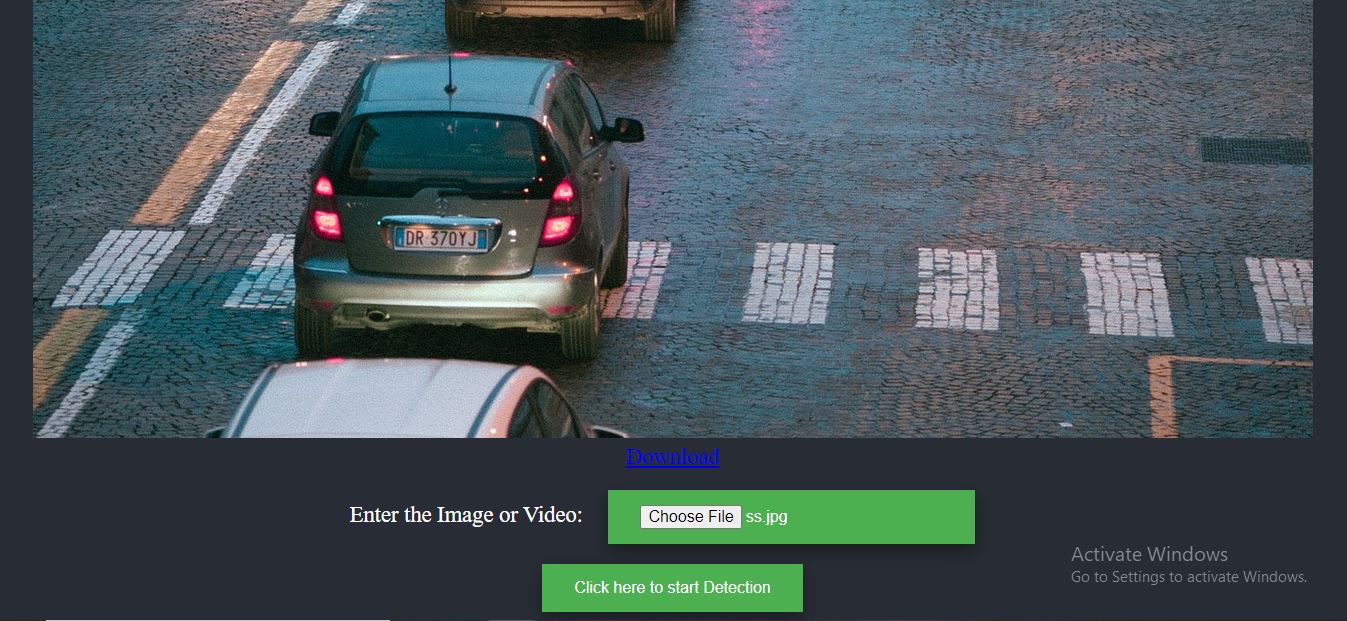 DR 370YJ
Download
Enter the Image or Video:
Choose File ss.jpg
Click here to start Detection
Activate Windows
Go to Settings to activate Windows.